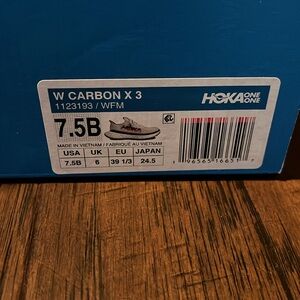 W CARBON X 3
1123193 / WFM
HOKA ONE ONE
7.5B
MADE IN VIETNAM / FABRIQUÉ AU VIETNAM
USA UK EU JAPAN
7.5B 6 39 1/3 24.5